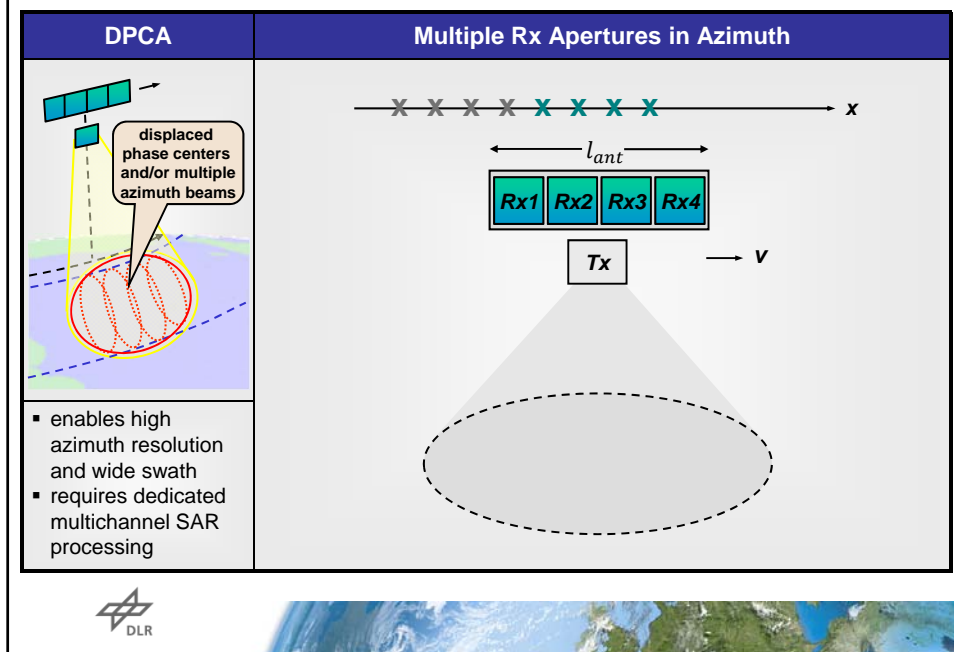 DPCA
Multiple Rx Apertures in Azimuth
displaced
phase centers
and/or multiple
azimuth beams
X X X X X X X X x
l_ant
Rx1 Rx2 Rx3 Rx4
Tx
v
▪ enables high
azimuth resolution
and wide swath
▪ requires dedicated
multichannel SAR
processing
DLR